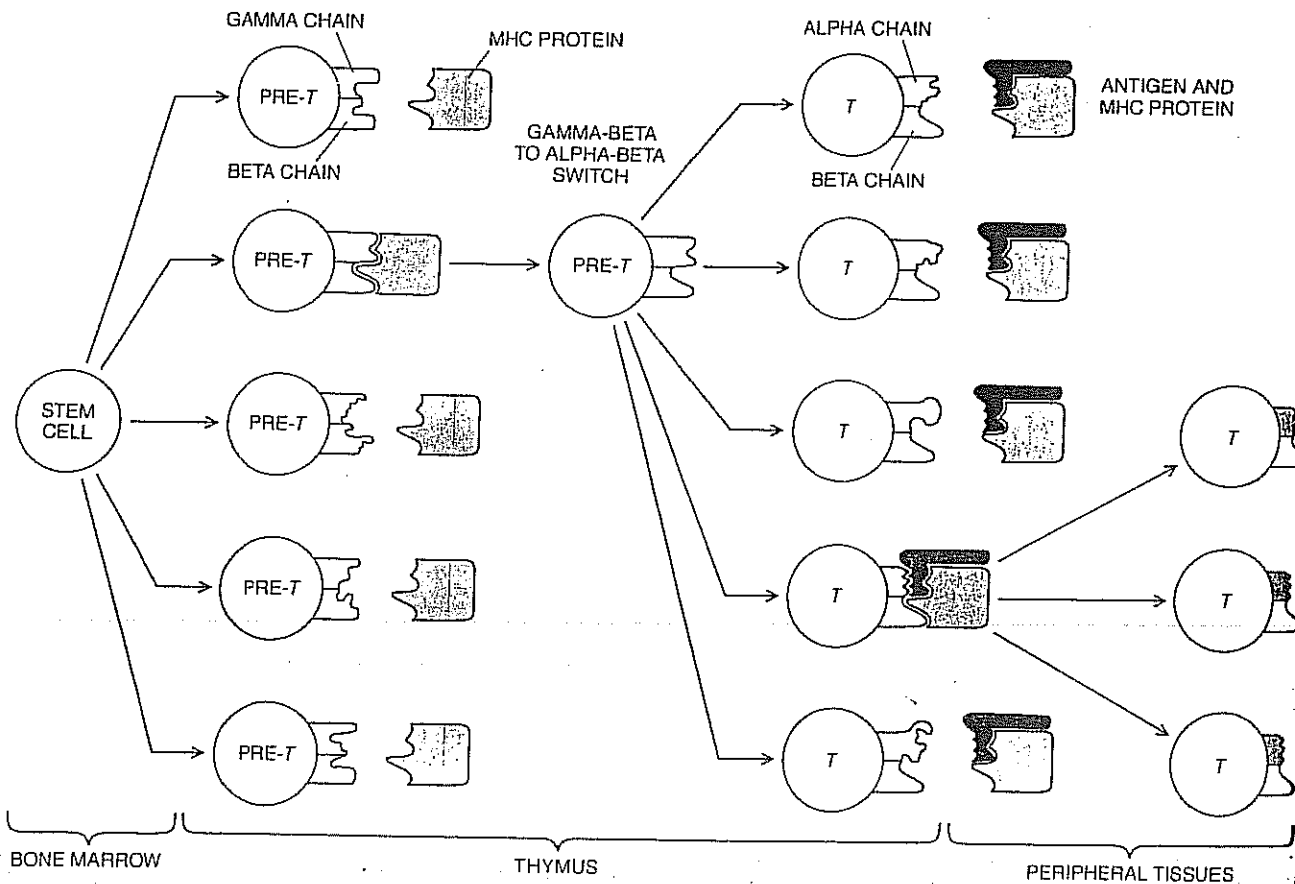 GAMMA CHAIN
MHC PROTEIN
PRE-T
BETA CHAIN
ALPHA CHAIN
T
BETA CHAIN
ANTIGEN AND
MHC PROTEIN
GAMMA-BETA
TO ALPHA-BETA
SWITCH
PRE-T
PRE-T
T
STEM
CELL
PRE-T
T
T
PRE-T
T
T
PRE-T
T
T
BONE MARROW
THYMUS
PERIPHERAL TISSUES